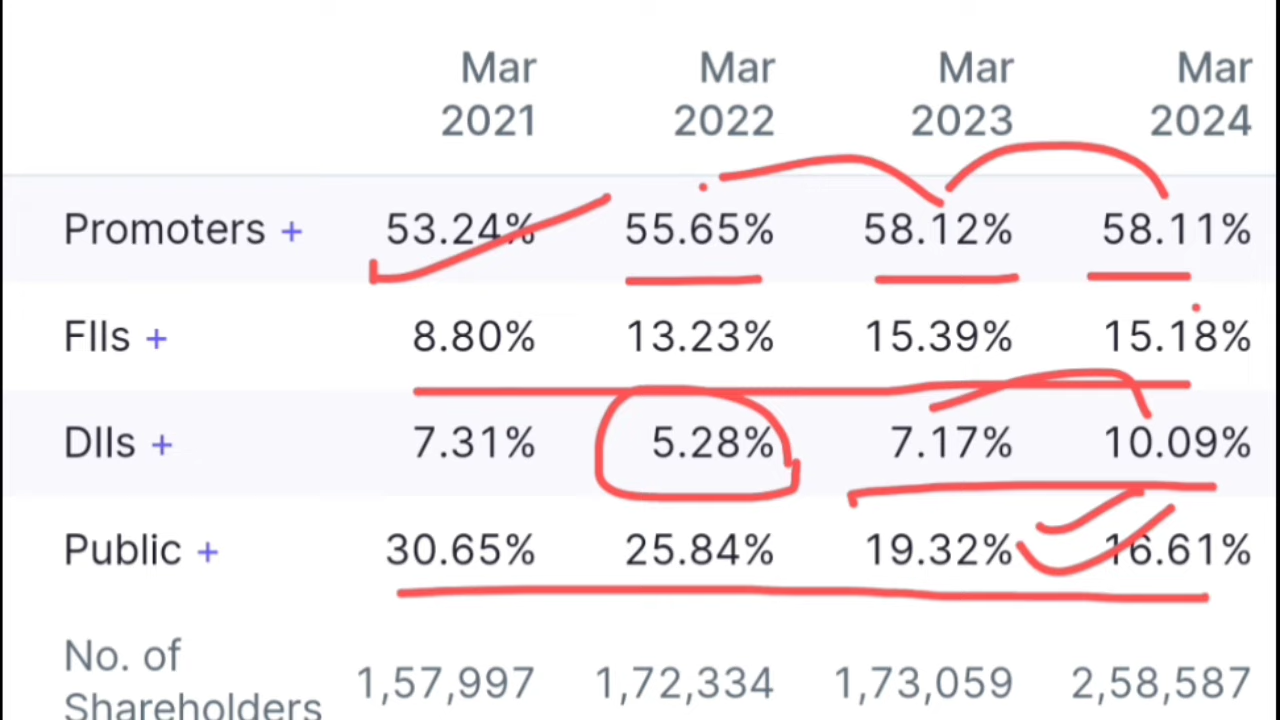 Mar Mar Mar Mar
2021 2022 2023 2024
Promoters + 53.24% 55.65% 58.12% 58.11%
FIIs + 8.80% 13.23% 15.39% 15.18%
DIIs + 7.31% 5.28% 7.17% 10.09%
Public + 30.65% 25.84% 19.32% 16.61%
No. of
Shareholders 1,57,997 1,72,334 1,73,059 2,58,587